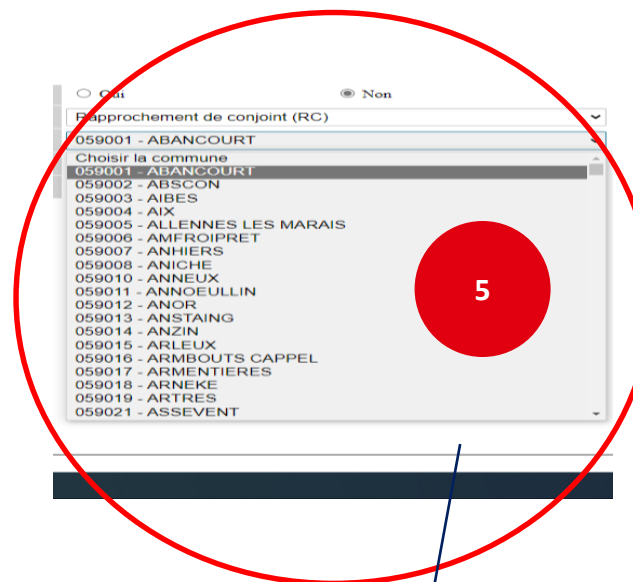 Oui Non
Rapprochement de conjoint (RC)
059001 - ABANCOURT
Choisir la commune
059001 - ABANCOURT
059002 - ABSCON
059003 - AIBES
059004 - AIX
059005 - ALLENNES LES MARAIS
059006 - AMFROIPRET
059007 - ANHIERS
059008 - ANICHE
059010 - ANNEUX
059011 - ANNOEULLIN
059012 - ANOR
059013 - ANSTAING
059014 - ANZIN
059015 - ARLEUX
059016 - ARMBOUTS CAPPEL
059017 - ARMENTIERES
059018 - ARNEKE
059019 - ARTRES
059021 - ASSEVENT
5